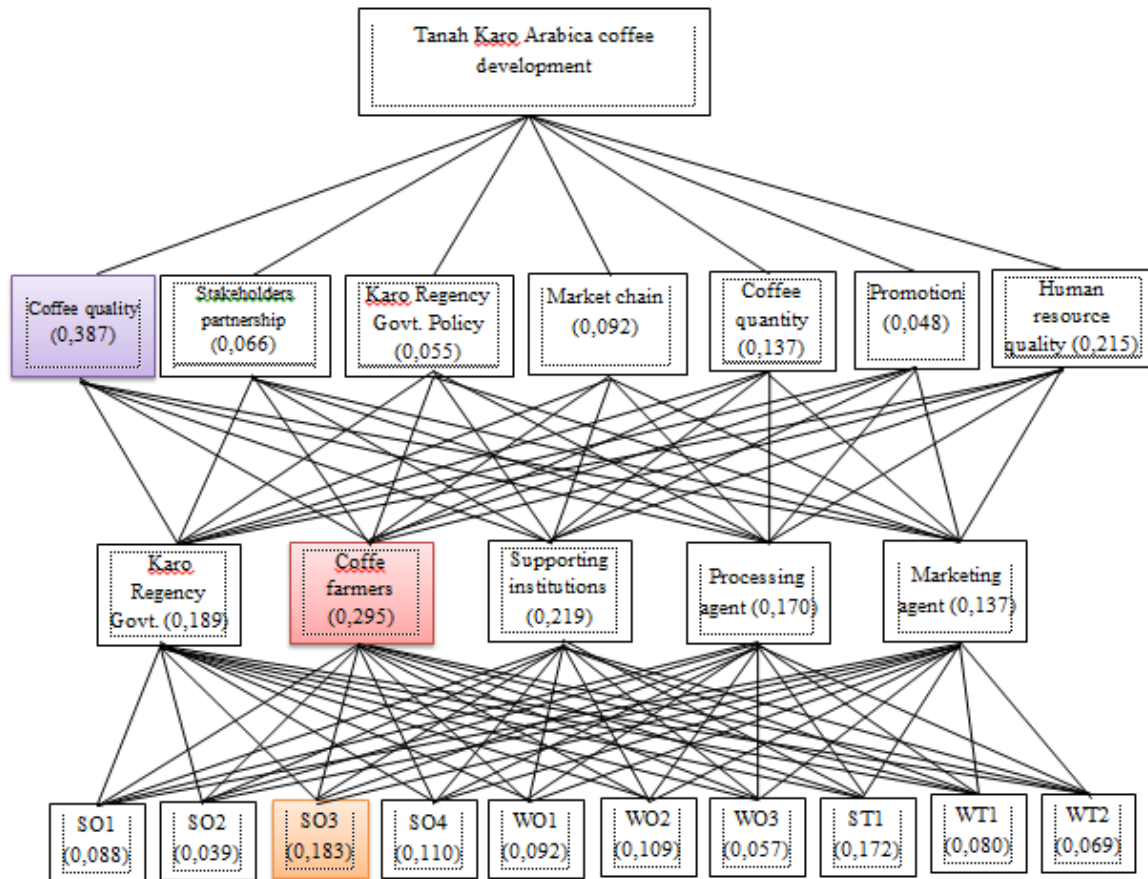 Tanah Karo Arabica coffee
development
Coffee quality
(0,387)
Stakeholders
partnership
(0,066)
Karo Regency
Govt. Policy
(0,055)
Market chain
(0,092)
Coffee
quantity
(0,137)
Promotion
(0,048)
Human
resource
quality (0,215)
Karo
Regency
Govt. (0,189)
Coffe
farmers
(0,295)
Supporting
institutions
(0,219)
Processing
agent (0,170)
Marketing
agent (0,137)
SO1
(0,088)
SO2
(0,039)
SO3
(0,183)
SO4
(0,110)
WO1
(0,092)
WO2
(0,109)
WO3
(0,057)
ST1
(0,172)
WT1
(0,080)
WT2
(0,069)